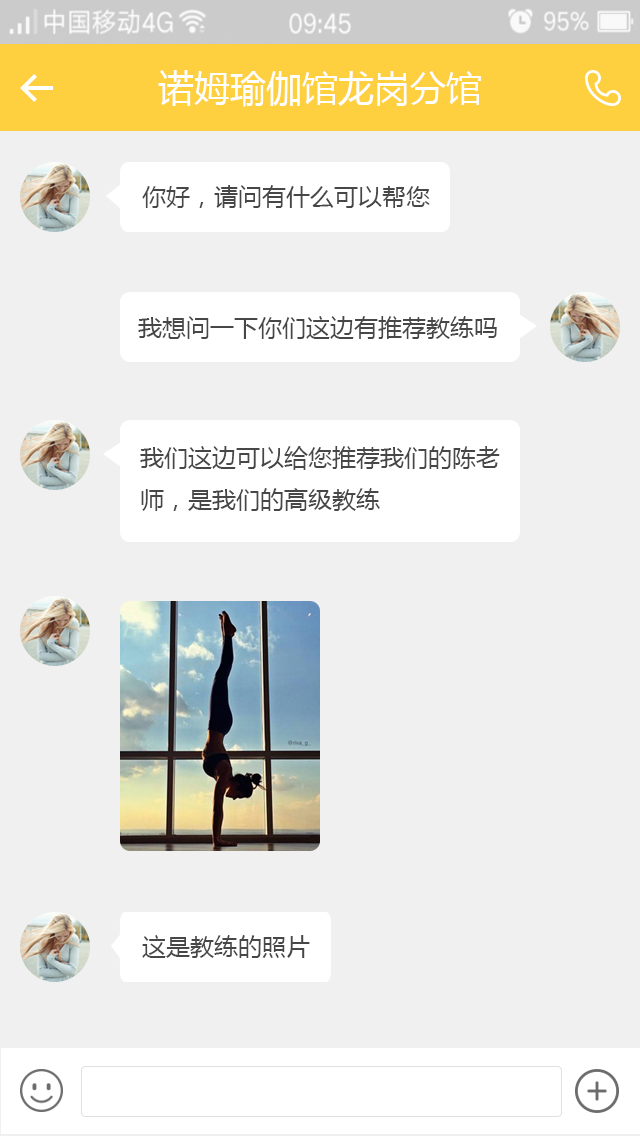 中国移动4G 09:45 95%
诺姆瑜伽馆龙岗分馆
你好，请问有什么可以帮您
我想问一下你们这边有推荐教练吗
我们这边可以给您推荐我们的陈老
师，是我们的高级教练
这是教练的照片